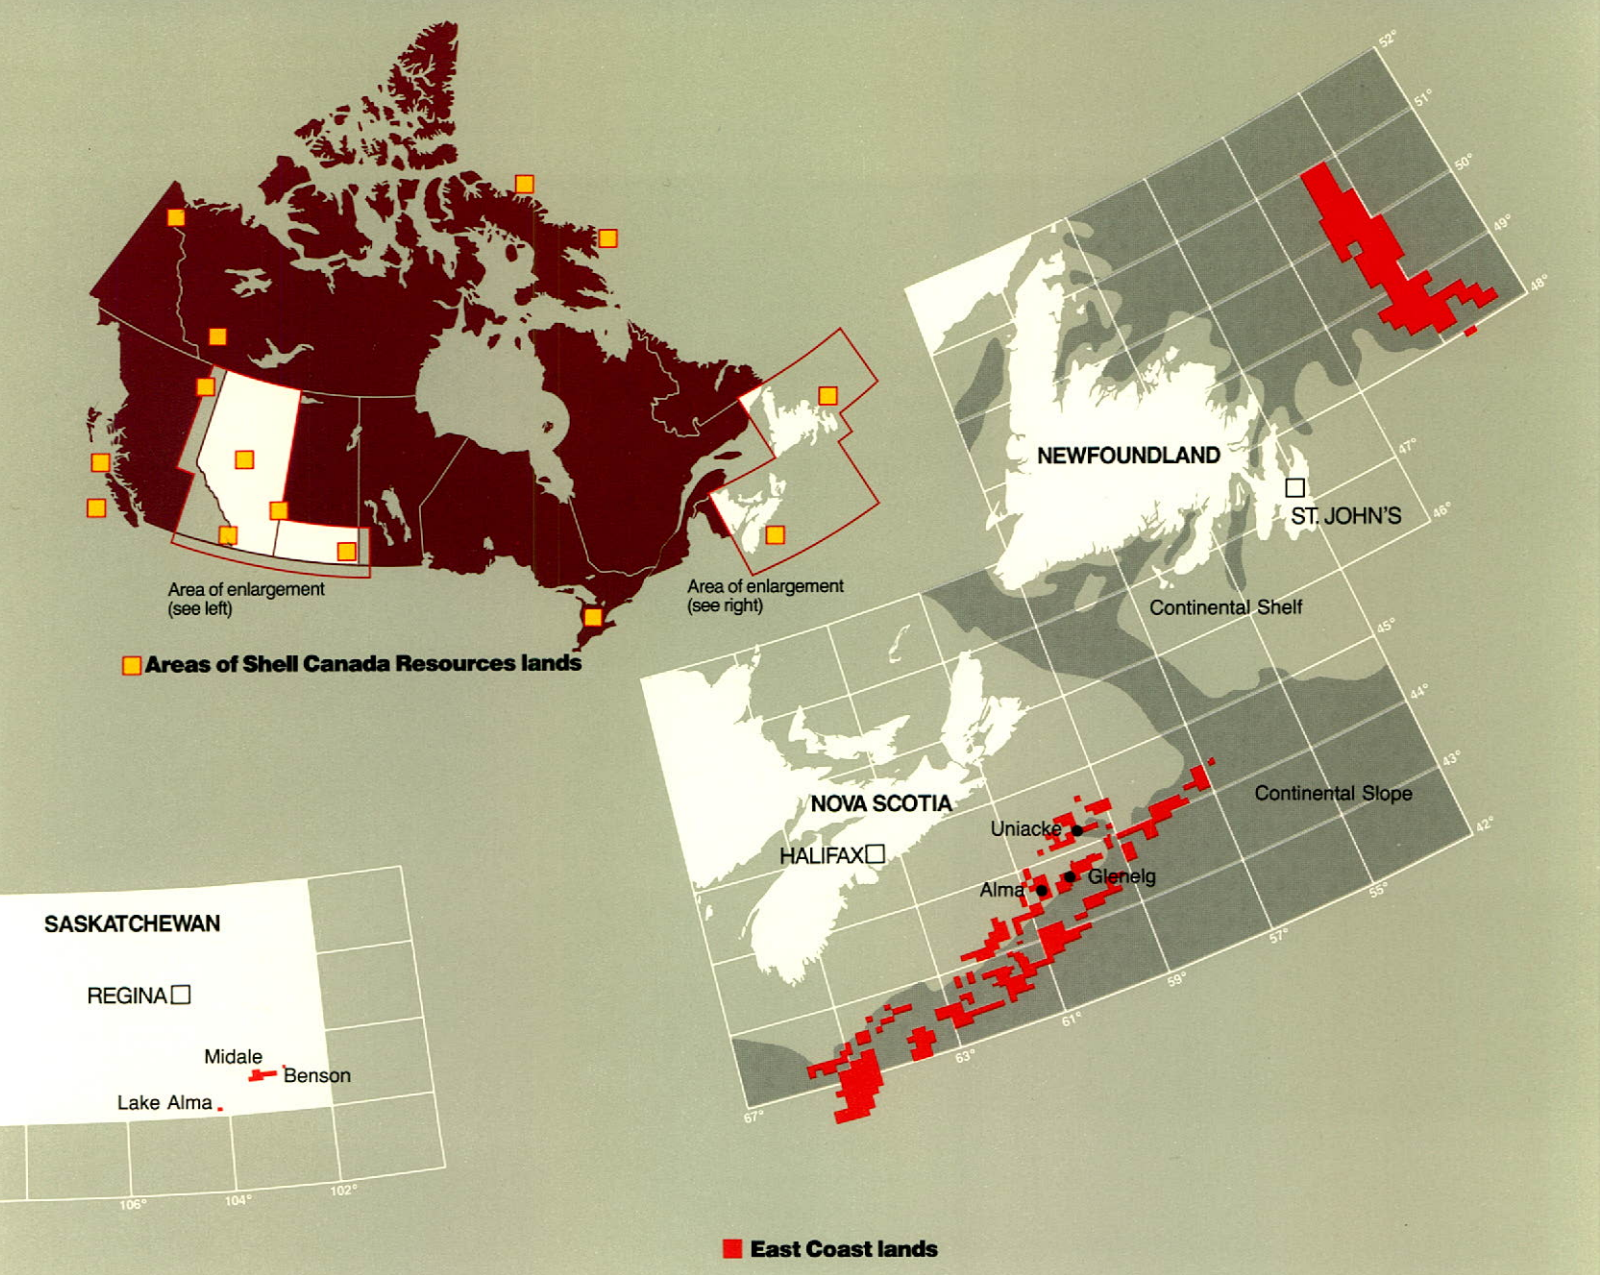 52°
51°
50°
49°
48°
47°
46°
45°
44°
43°
42°
NEWFOUNDLAND
ST. JOHN'S
Continental Shelf
Area of enlargement
(see left)
Area of enlargement
(see right)
Areas of Shell Canada Resources lands
Continental Slope
NOVA SCOTIA
Uniacke
HALIFAX
Alma
Glenelg
55°
57°
59°
61°
63°
67°
SASKATCHEWAN
REGINA
Midale
Benson
Lake Alma
106°
104°
102°
East Coast lands